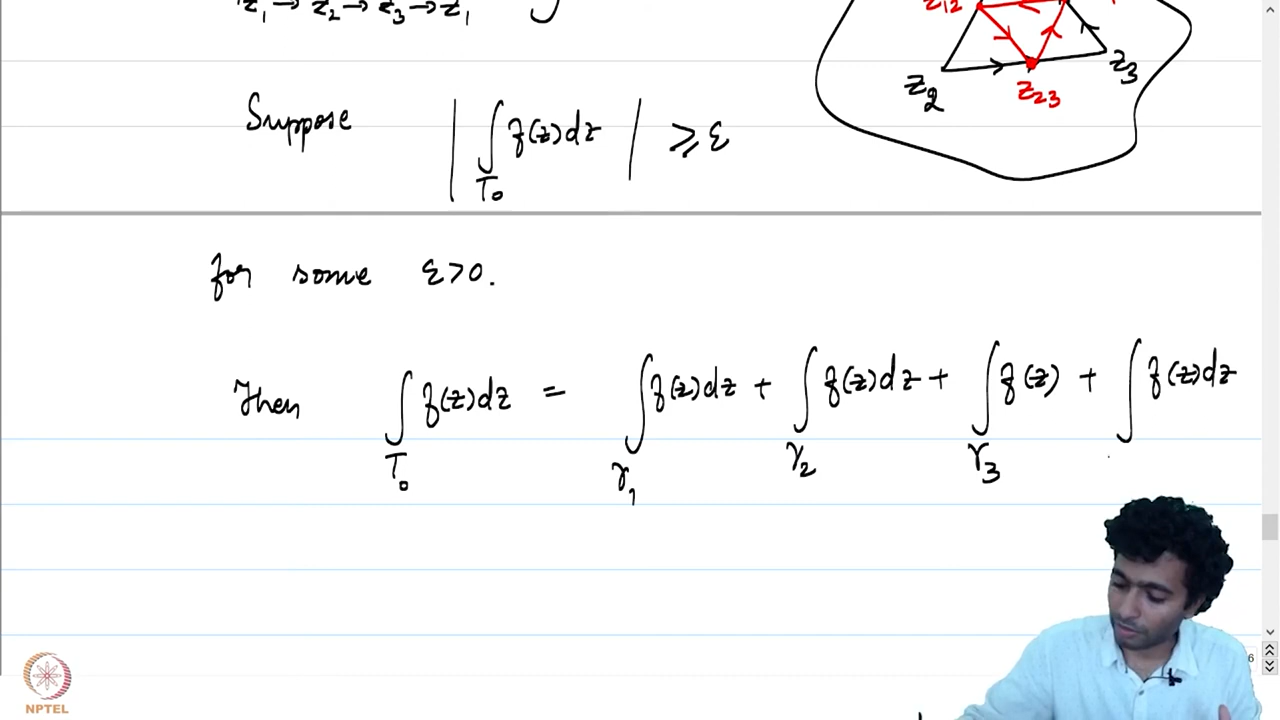 z₁ → z₂ → z₃ → z₁
z₁₂
z₂ z₃
z₂₃
Suppose | ∫_{T₀} f(z)dz | ⩾ ε
for some ε>0.
Then ∫_{T₀} f(z)dz = ∫_{γ₁} f(z)dz + ∫_{γ₂} f(z)dz + ∫_{γ₃} f(z) + ∫ f(z)dz
6
NPTEL